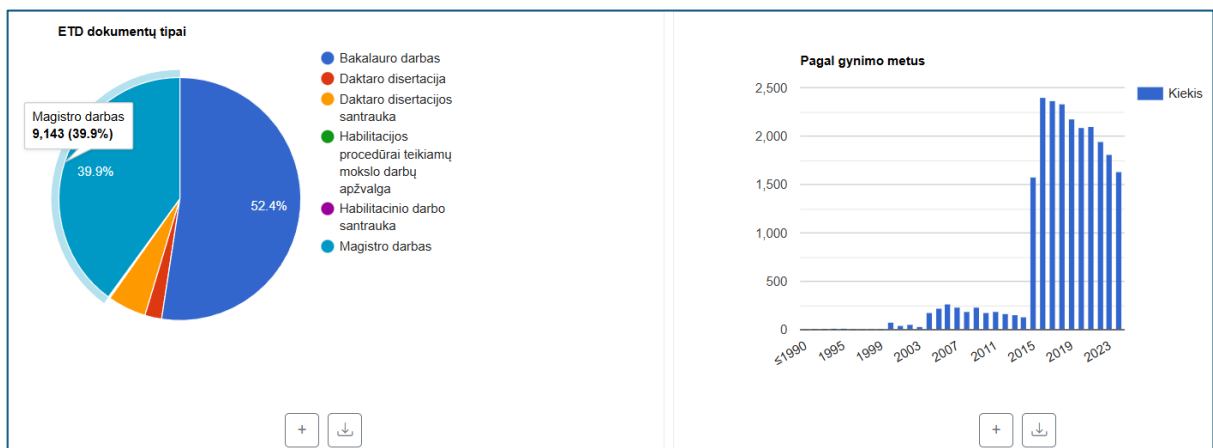 ETD dokumentų tipai
Bakalauro darbas
Daktaro disertacija
Daktaro disertacijos
santrauka
Habilitacijos
procedūrai teikiamų
mokslo darbų
apžvalga
Habilitacinio darbo
santrauka
Magistro darbas
Magistro darbas
9,143 (39.9%)
39.9%
52.4%
+
Pagal gynimo metus
Kiekis
2,500
2,000
1,500
1,000
500
0
≤1990
1995
1999
2003
2007
2011
2015
2019
2023
+